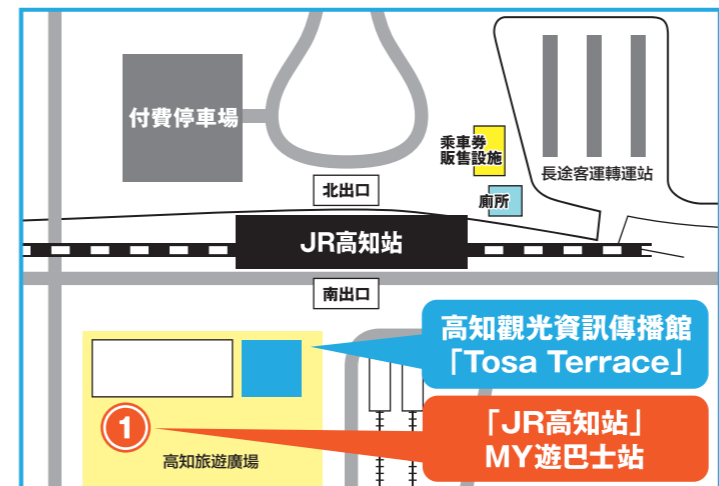 付費停車場
乘車券
販售設施
長途客運轉運站
北出口
廁所
JR高知站
南出口
高知觀光資訊傳播館
「Tosa Terrace」
1
「JR高知站」
MY遊巴士站
高知旅遊廣場